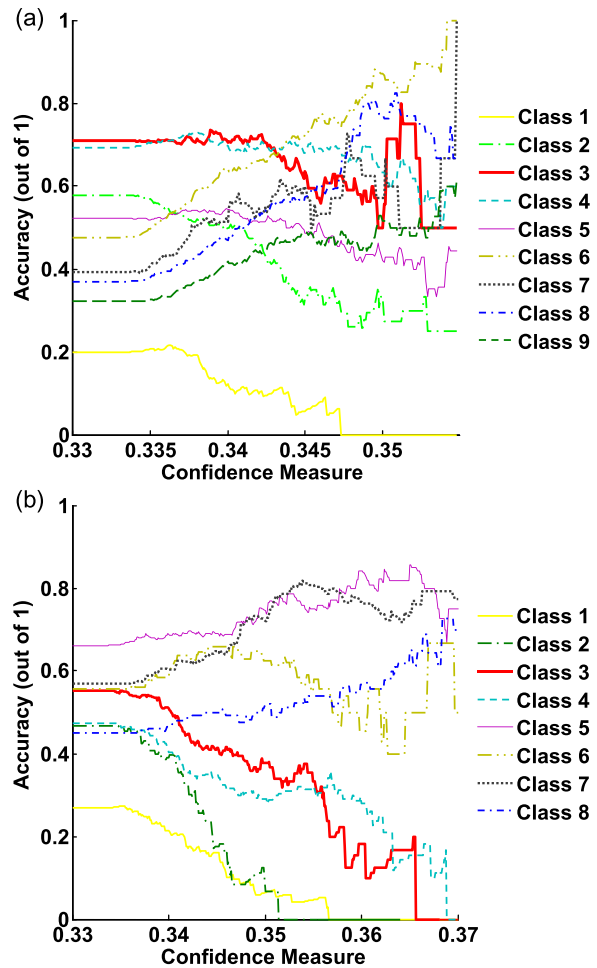 (a)
1
0.8
0.6
0.4
0.2
0
Accuracy (out of 1)
0.33 0.335 0.34 0.345 0.35
Confidence Measure
Class 1
Class 2
Class 3
Class 4
Class 5
Class 6
Class 7
Class 8
Class 9
(b)
1
0.8
0.6
0.4
0.2
0
Accuracy (out of 1)
0.33 0.34 0.35 0.36 0.37
Confidence Measure
Class 1
Class 2
Class 3
Class 4
Class 5
Class 6
Class 7
Class 8